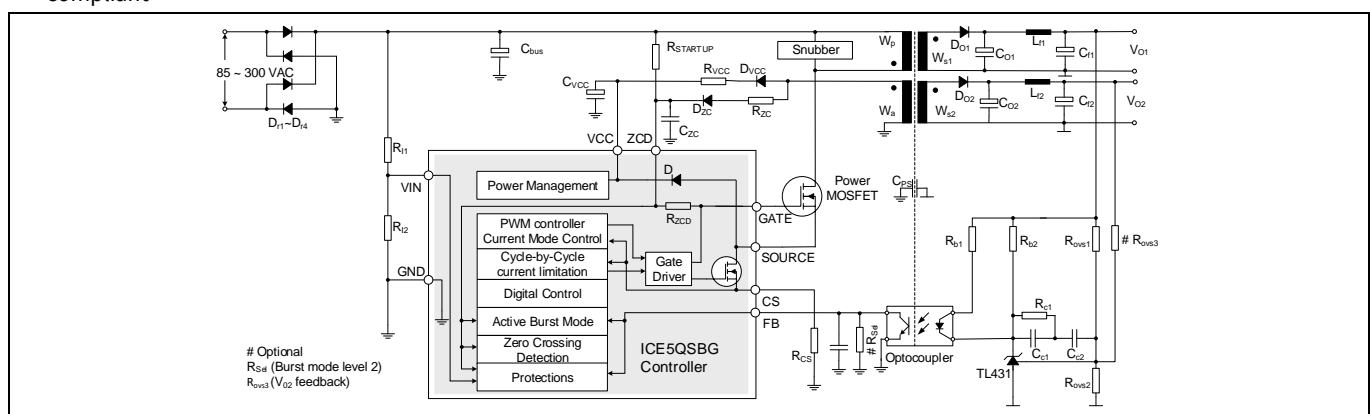 compliant
85 ~ 300 VAC
Dr1~Dr4
Cbus
RSTARTUP
Snubber
Wp
Ws1
DO1
CO1
Lf1
Cf1
VO1
CVCC
RVCC
DVCC
DZC
RZC
CZC
Wa
Ws2
DO2
CO2
Lf2
Cf2
VO2
VCC
ZCD
RI1
VIN
RI2
GND
Power Management
D
RZCD
PWM controller
Current Mode Control
Cycle-by-Cycle
current limitation
Gate
Driver
Digital Control
Active Burst Mode
Zero Crossing
Detection
Protections
ICE5QSBG
Controller
GATE
SOURCE
CS
FB
Power
MOSFET
CPS
RCS
# RSel
Optocoupler
Rb1
Rb2
Rovs1
# Rovs3
Rc1
Cc1
Cc2
TL431
Rovs2
# Optional
RSel (Burst mode level 2)
Rovs3 (V02 feedback)